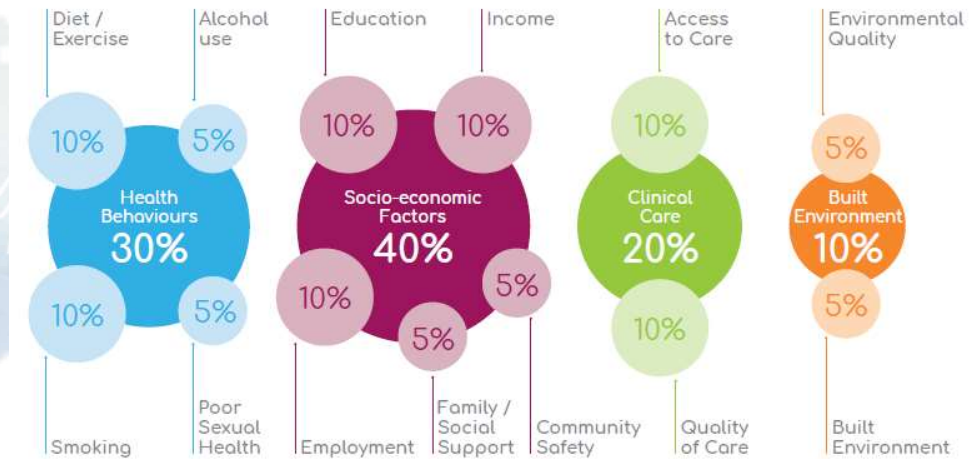 Diet /
Exercise
Alcohol
use
Education
Income
Access
to Care
Environmental
Quality
10%
5%
10%
10%
10%
5%
Health
Behaviours
30%
Socio-economic
Factors
40%
Clinical
Care
20%
Built
Environment
10%
10%
5%
10%
5%
5%
10%
5%
Smoking
Poor
Sexual
Health
Employment
Family /
Social
Support
Community
Safety
Quality
of Care
Built
Environment